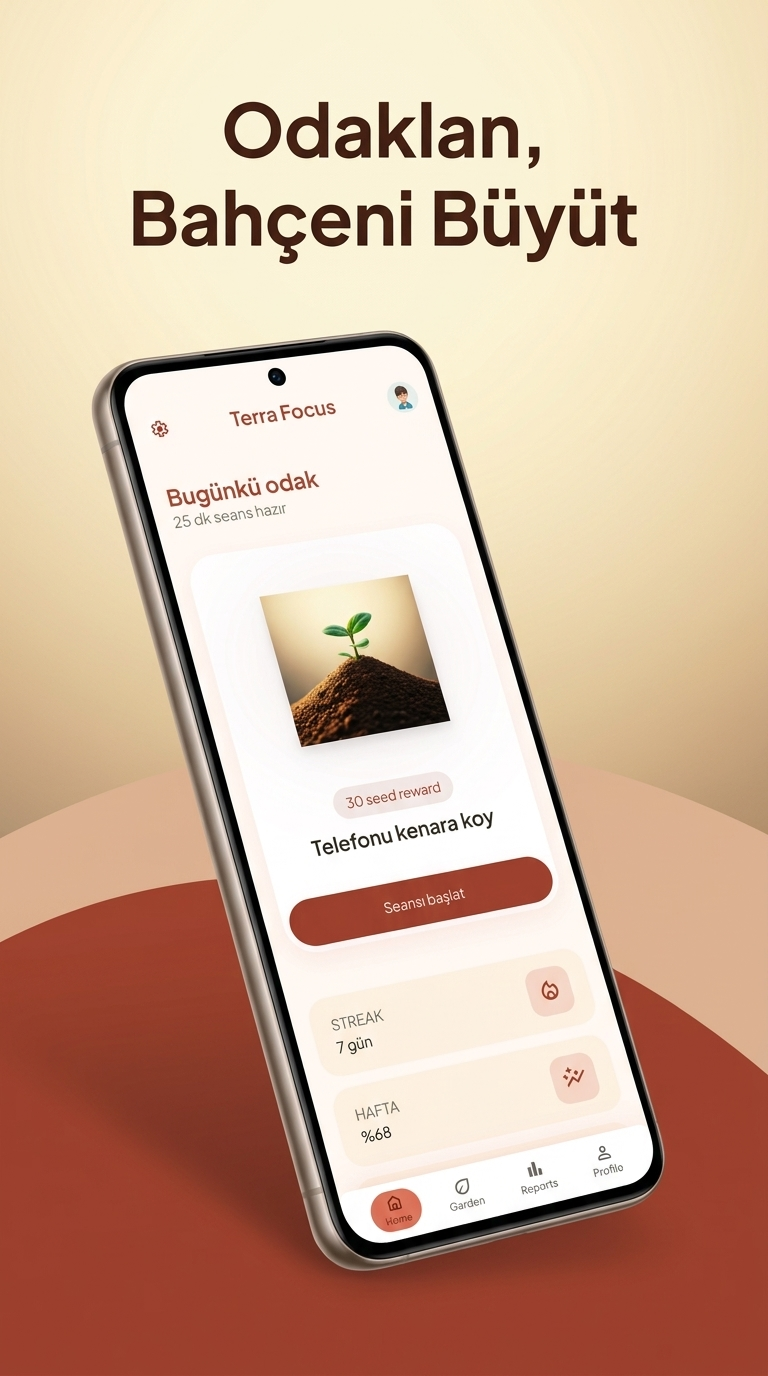 Odaklan,
Bahçeni Büyüt
Terra Focus
Bugünkü odak
25 dk seans hazır
30 seed reward
Telefonu kenara koy
Seansı başlat
STREAK
7 gün
HAFTA
%68
Home
Garden
Reports
Profile